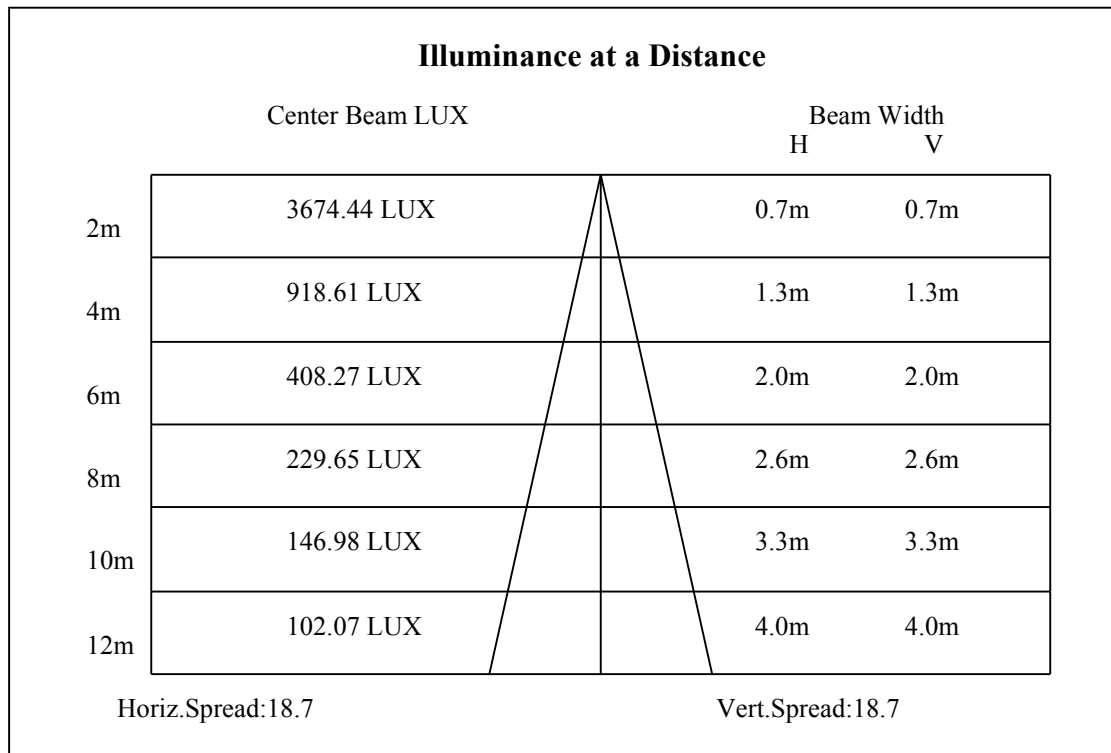 Illuminance at a Distance
Center Beam LUX Beam Width
H V
2m 3674.44 LUX 0.7m 0.7m
4m 918.61 LUX 1.3m 1.3m
6m 408.27 LUX 2.0m 2.0m
8m 229.65 LUX 2.6m 2.6m
10m 146.98 LUX 3.3m 3.3m
12m 102.07 LUX 4.0m 4.0m
Horiz.Spread:18.7 Vert.Spread:18.7